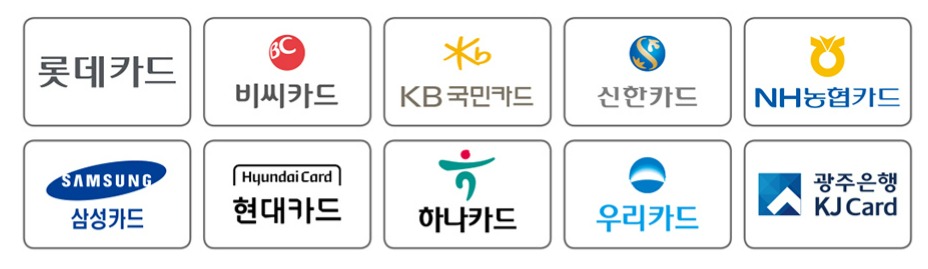 롯데카드
BC
비씨카드
Kb
KB국민카드
신한카드
NH농협카드
SAMSUNG
삼성카드
Hyundai Card
현대카드
하나카드
우리카드
광주은행
KJ Card